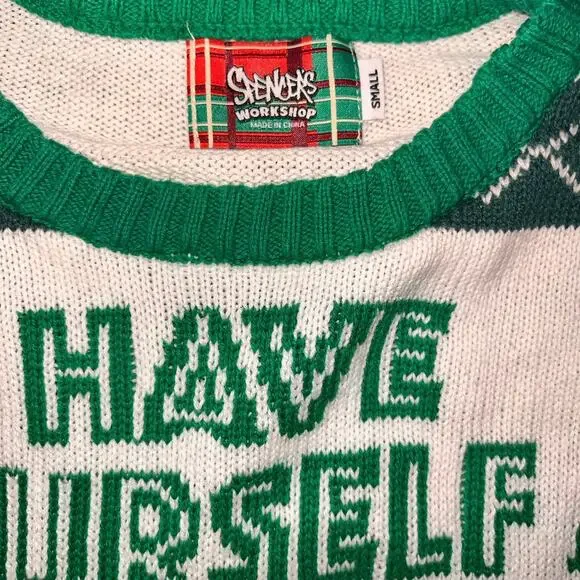 SPENCER'S
WORKSHOP
MADE IN CHINA
SMALL
HAVE
URSELF